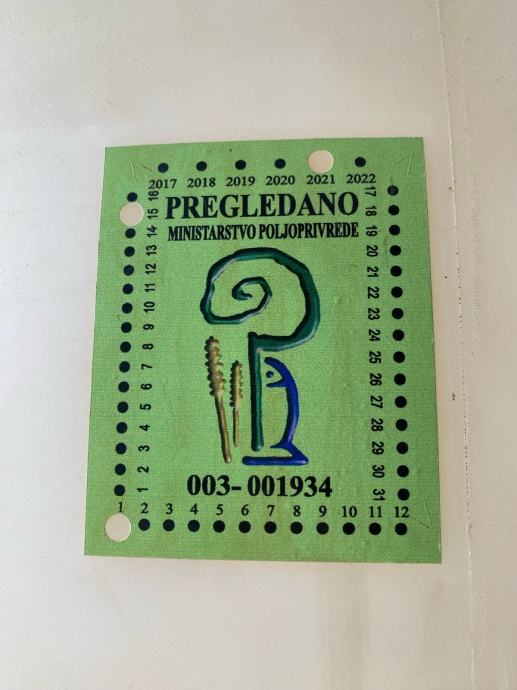 2017 2018 2019 2020 2021 2022
PREGLEDANO
MINISTARSTVO POLJOPRIVREDE
1 2 3 4 5 6 7 8 9 10 11 12 13 14 15 16
17 18 19 20 21 22 23 24 25 26 27 28 29 30 31
003-001934
1 2 3 4 5 6 7 8 9 10 11 12